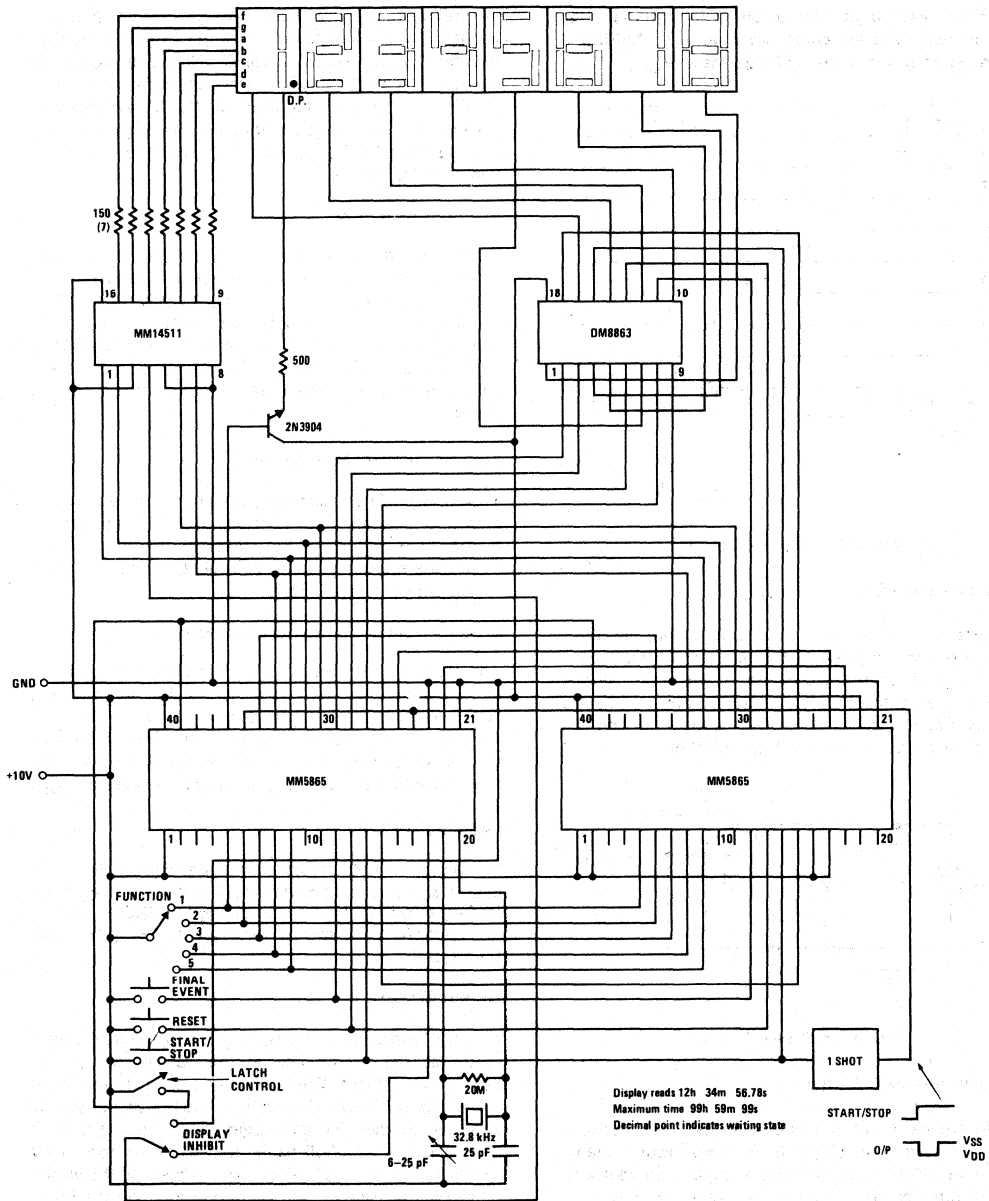 f
g
a
b
c
d
e
D.P.
150
(7)
16
9
MM14511
1
8
18
10
DM8863
1
9
500
2N3904
GND
+10V
40
30
21
MM5865
1
10
20
40
30
21
MM5865
1
10
20
FUNCTION
1
2
3
4
5
FINAL
EVENT
RESET
START/
STOP
LATCH
CONTROL
DISPLAY
INHIBIT
20M
32.8 kHz
6–25 pF
25 pF
1 SHOT
Display reads 12h 34m 56.78s
Maximum time 99h 59m 99s
Decimal point indicates waiting state
START/STOP
O/P
VSS
VDD